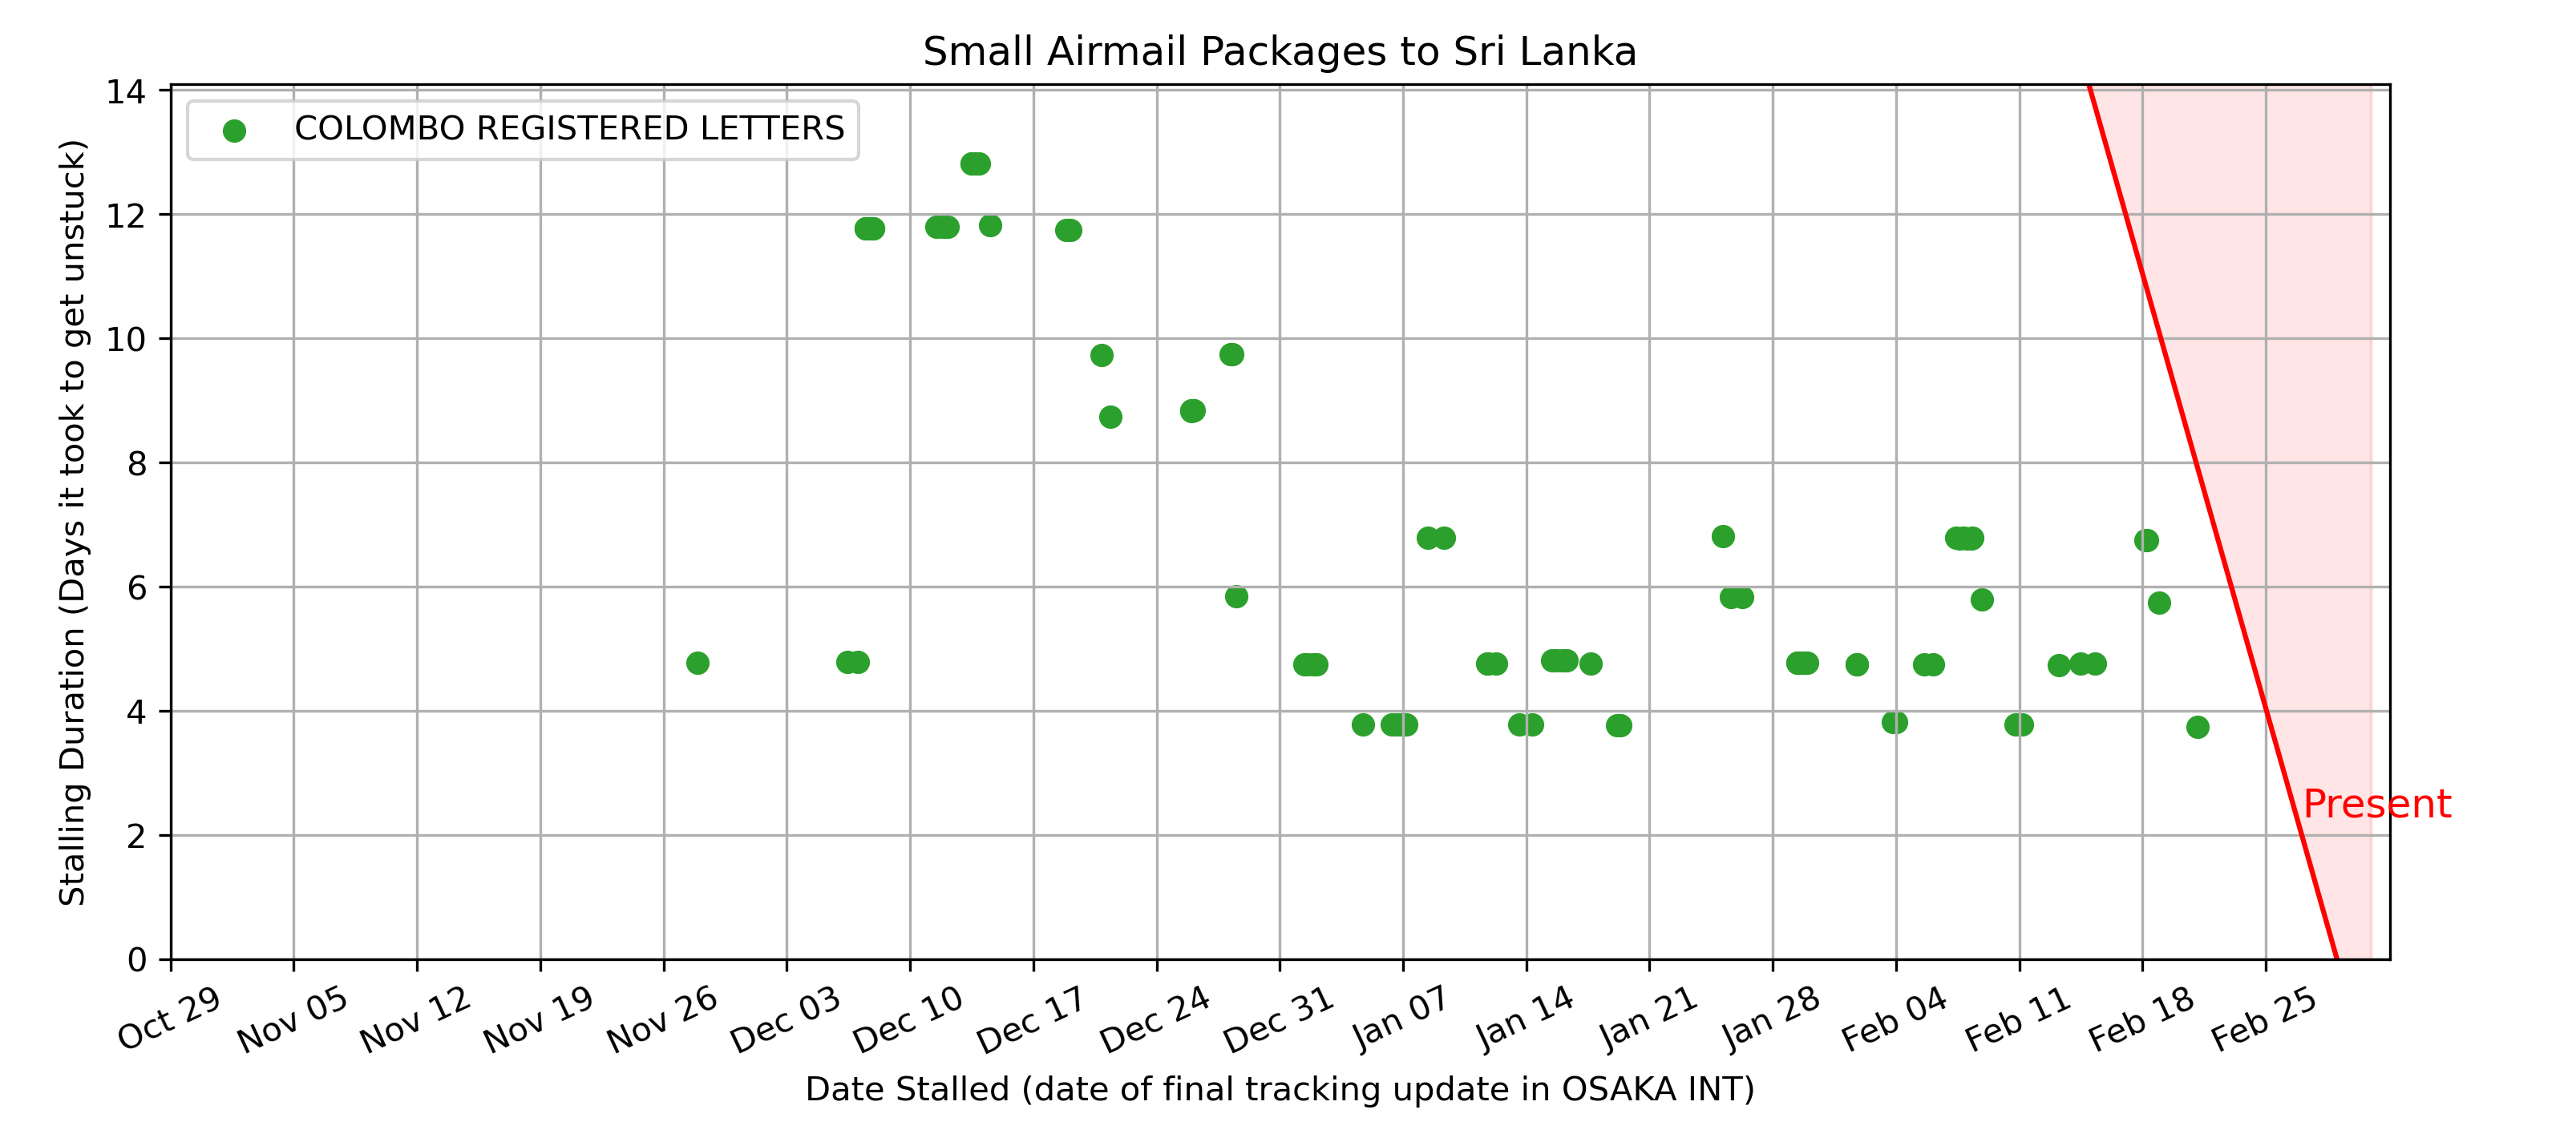 Small Airmail Packages to Sri Lanka
COLOMBO REGISTERED LETTERS
Stalling Duration (Days it took to get unstuck)
14
12
10
8
6
4
2
0
Present
Oct 29
Nov 05
Nov 12
Nov 19
Nov 26
Dec 03
Dec 10
Dec 17
Dec 24
Dec 31
Jan 07
Jan 14
Jan 21
Jan 28
Feb 04
Feb 11
Feb 18
Feb 25
Date Stalled (date of final tracking update in OSAKA INT)